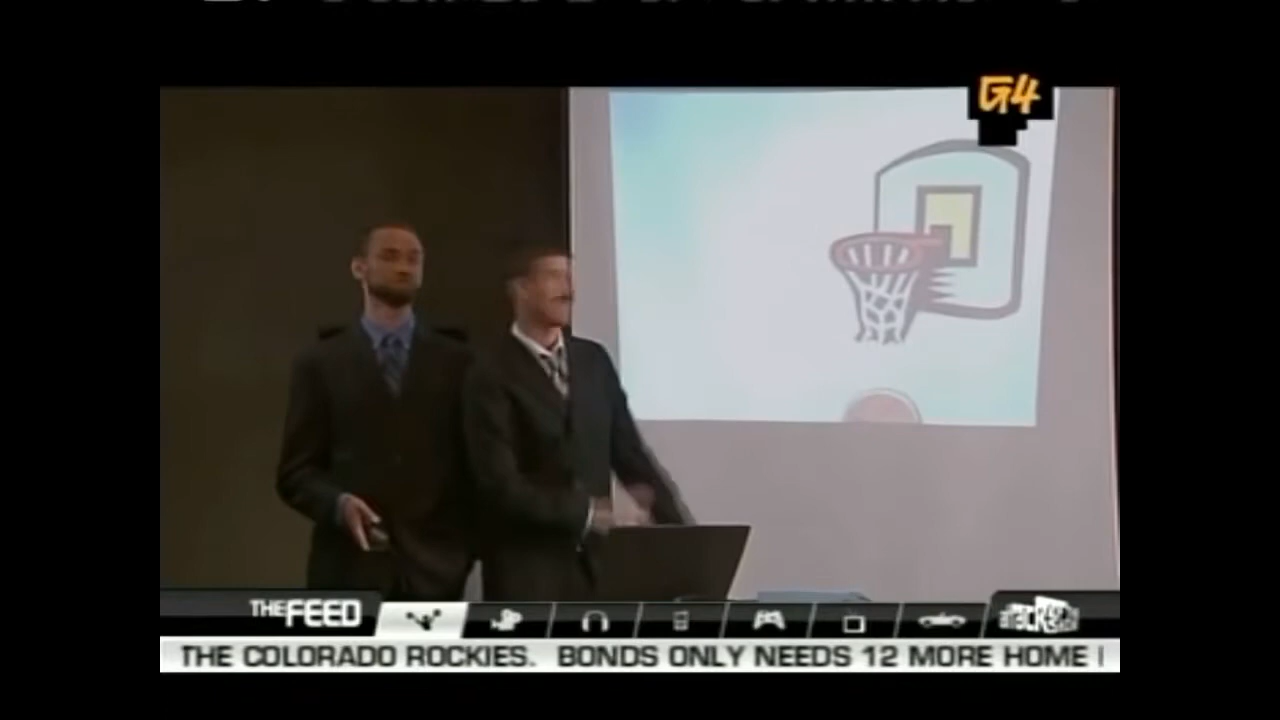 G4
THE FEED
THE COLORADO ROCKIES. BONDS ONLY NEEDS 12 MORE HOME